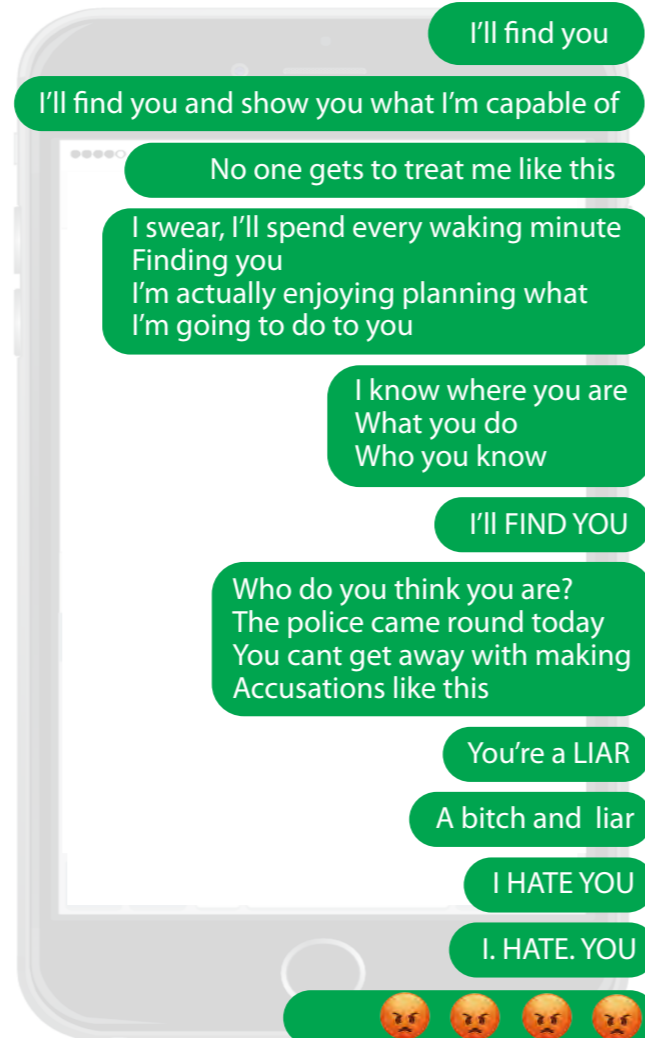 I'll find you
I'll find you and show you what I'm capable of
No one gets to treat me like this
I swear, I'll spend every waking minute
Finding you
I'm actually enjoying planning what
I'm going to do to you
I know where you are
What you do
Who you know
I'll FIND YOU
Who do you think you are?
The police came round today
You cant get away with making
Accusations like this
You're a LIAR
A bitch and  liar
I HATE YOU
I. HATE. YOU
😡 😡 😡 😡